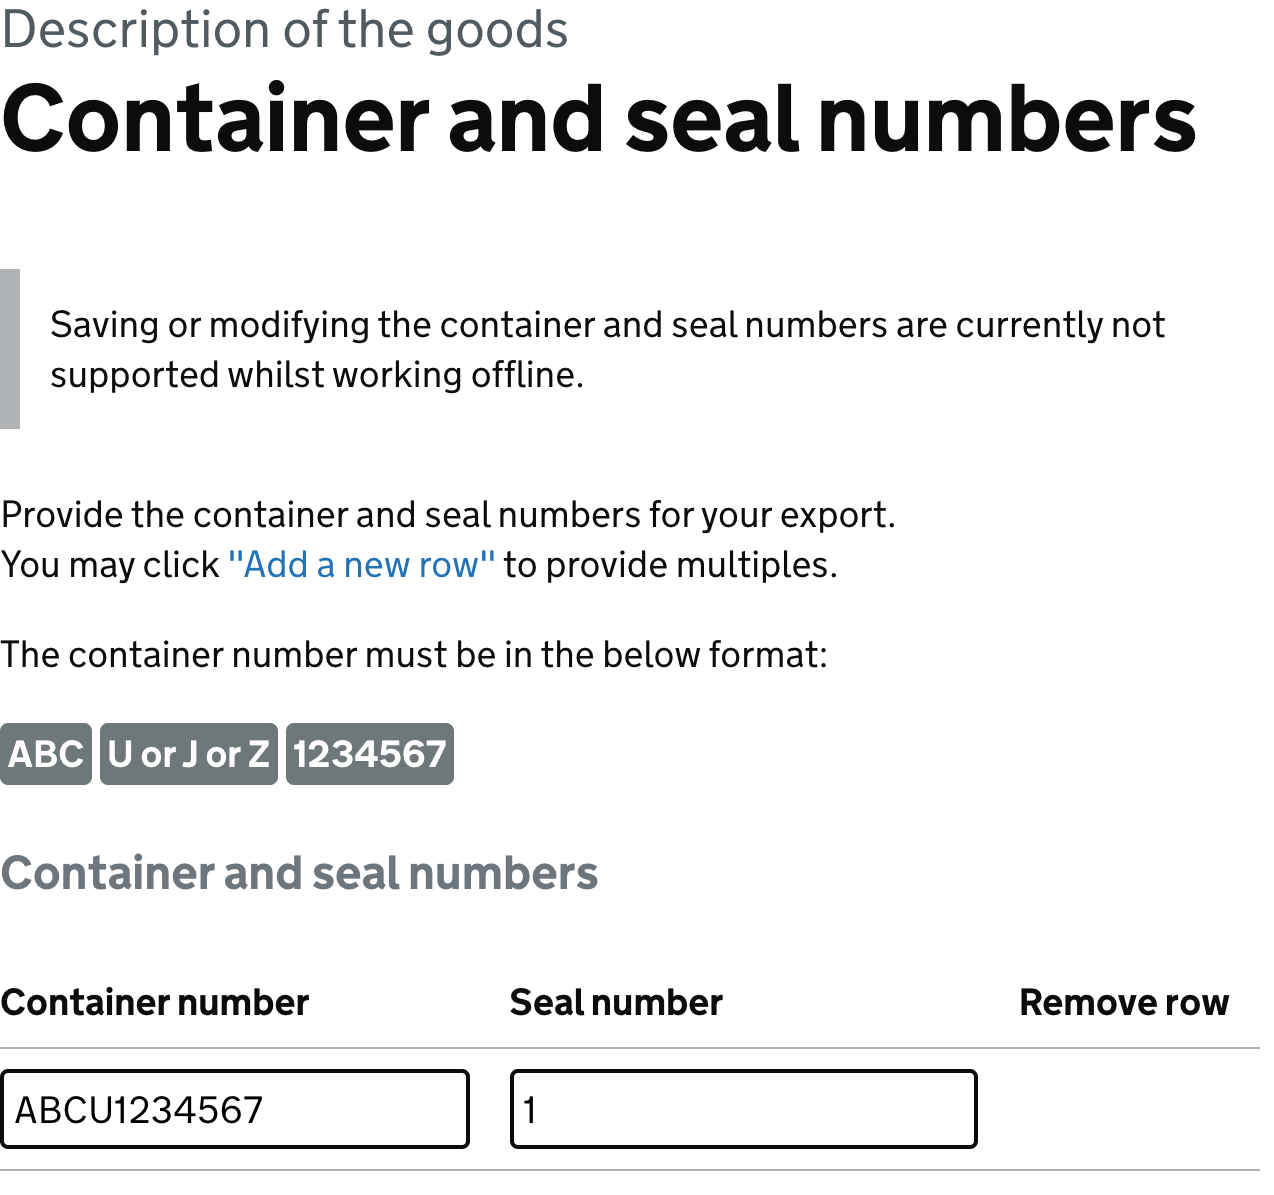 Description of the goods
Container and seal numbers
Saving or modifying the container and seal numbers are currently not
supported whilst working offline.
Provide the container and seal numbers for your export.
You may click "Add a new row" to provide multiples.
The container number must be in the below format:
ABC U or J or Z 1234567
Container and seal numbers
Container number Seal number Remove row
ABCU1234567 1